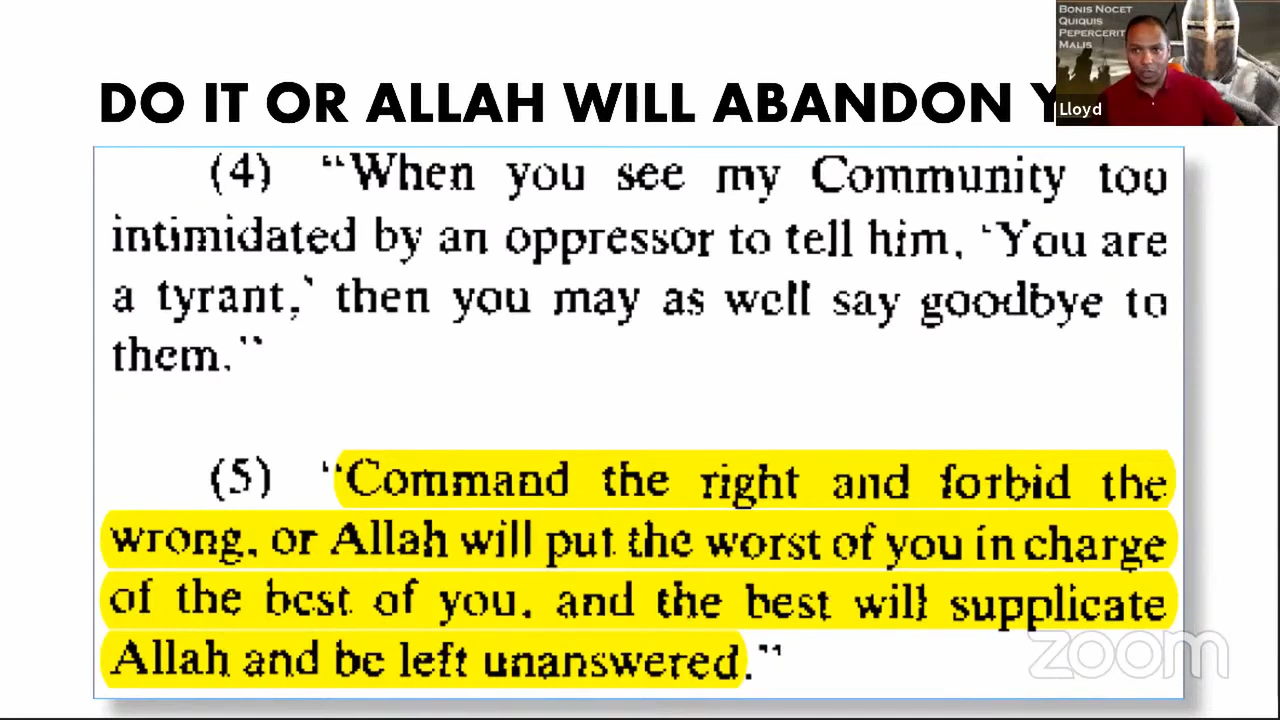 BONIS NOCET
QUIQUIS
PEPERCERIT
MALIS
Lloyd
DO IT OR ALLAH WILL ABANDON
(4) “When you see my Community too
intimidated by an oppressor to tell him, ‘You are
a tyrant,’ then you may as well say goodbye to
them.”
(5) “Command the right and forbid the
wrong, or Allah will put the worst of you in charge
of the best of you, and the best will supplicate
Allah and be left unanswered.”
zoom